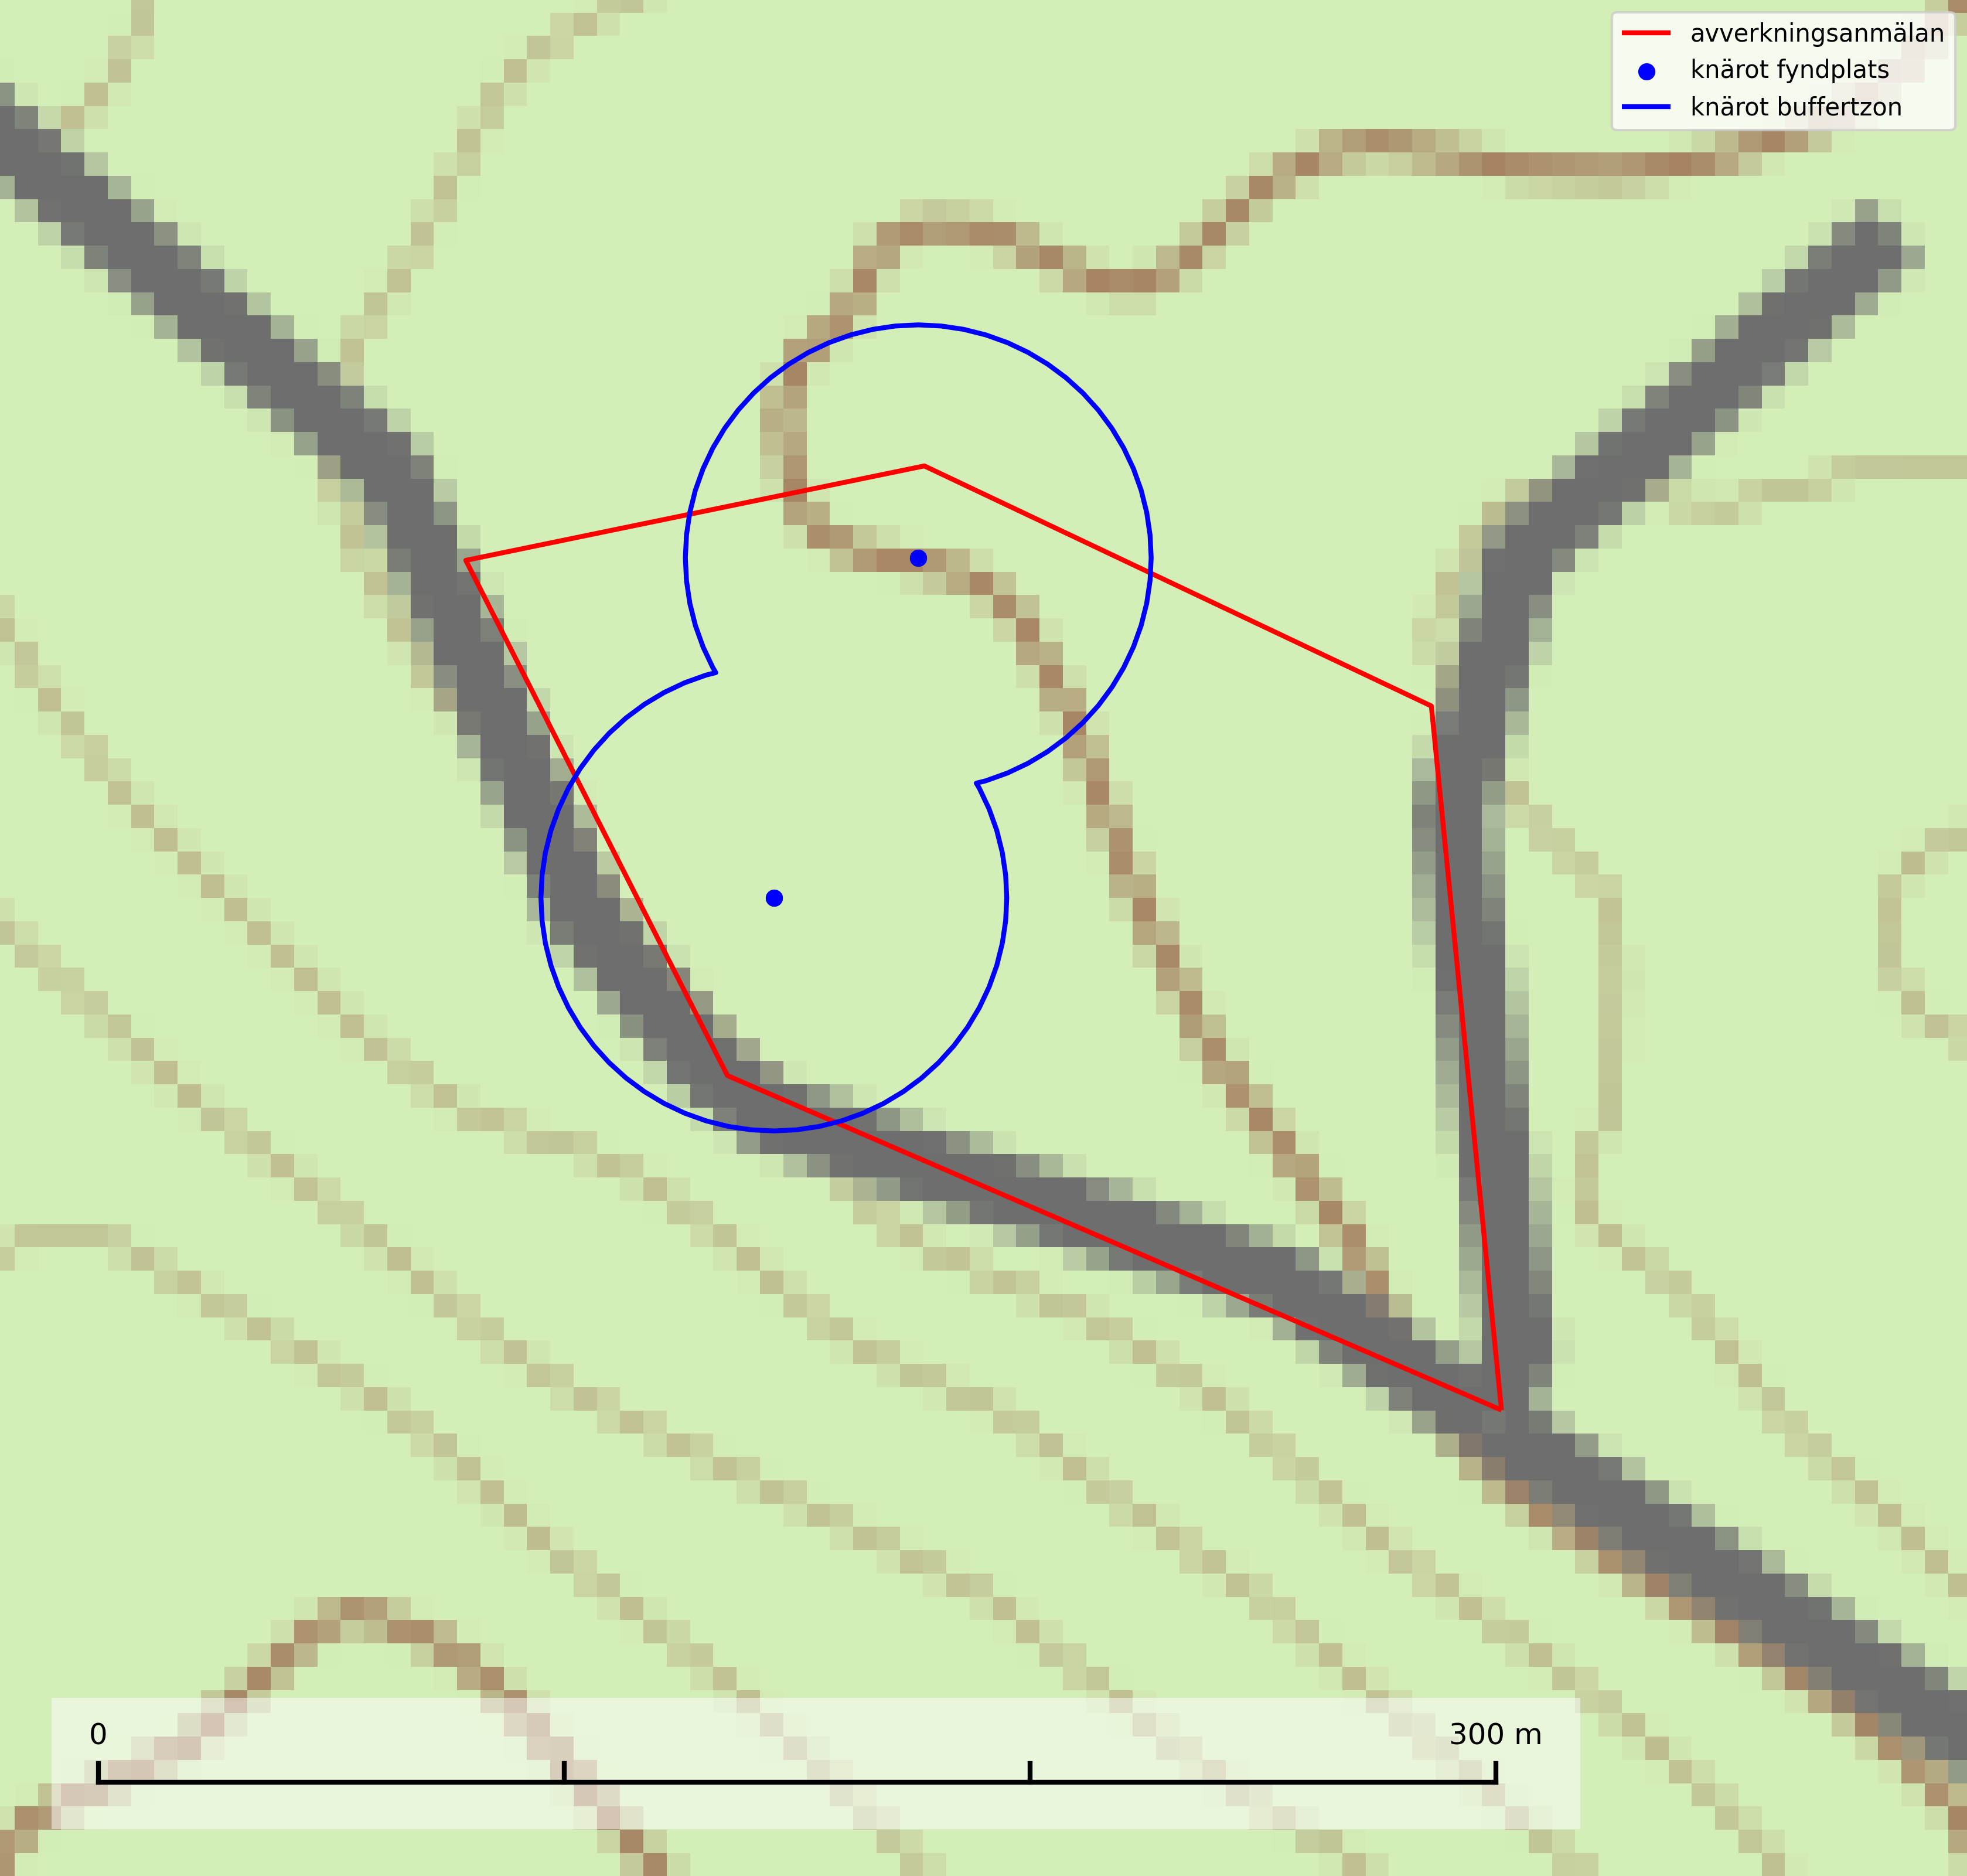 avverkningsanmälan
knärot fyndplats
knärot buffertzon
0
300 m